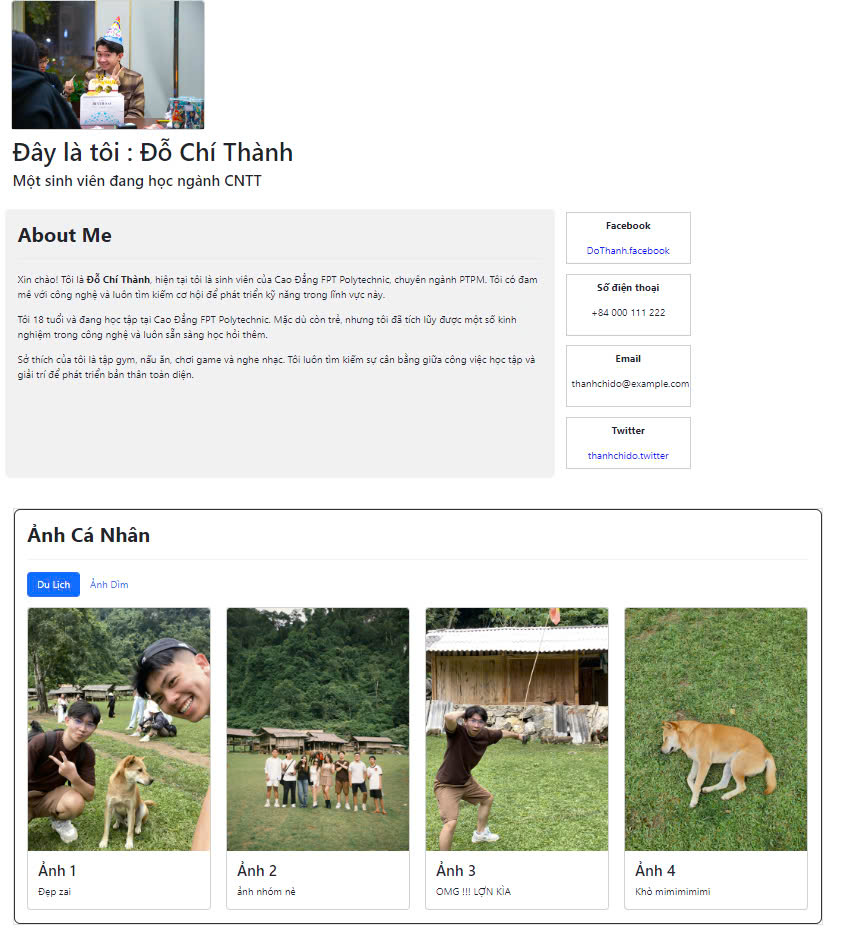 Đây là tôi : Đỗ Chí Thành
Một sinh viên đang học ngành CNTT
About Me
Xin chào! Tôi là Đỗ Chí Thành, hiện tại tôi là sinh viên của Cao Đẳng FPT Polytechnic, chuyên ngành PTPM. Tôi có đam
mê với công nghệ và luôn tìm kiếm cơ hội để phát triển kỹ năng trong lĩnh vực này.
Tôi 18 tuổi và đang học tập tại Cao Đẳng FPT Polytechnic. Mặc dù còn trẻ, nhưng tôi đã tích lũy được một số kinh
nghiệm trong công nghệ và luôn sẵn sàng học hỏi thêm.
Sở thích của tôi là tập gym, nấu ăn, chơi game và nghe nhạc. Tôi luôn tìm kiếm sự cân bằng giữa công việc học tập và
giải trí để phát triển bản thân toàn diện.
Facebook
DoThanh.facebook
Số điện thoại
+84 000 111 222
Email
thanhchido@example.com
Twitter
thanhchido.twitter
Ảnh Cá Nhân
Du Lịch
Ảnh Dìm
Ảnh 1
Đẹp zai
Ảnh 2
ảnh nhóm nè
Ảnh 3
OMG !!! LỢN KÌA
Ảnh 4
Khò mimimimimi